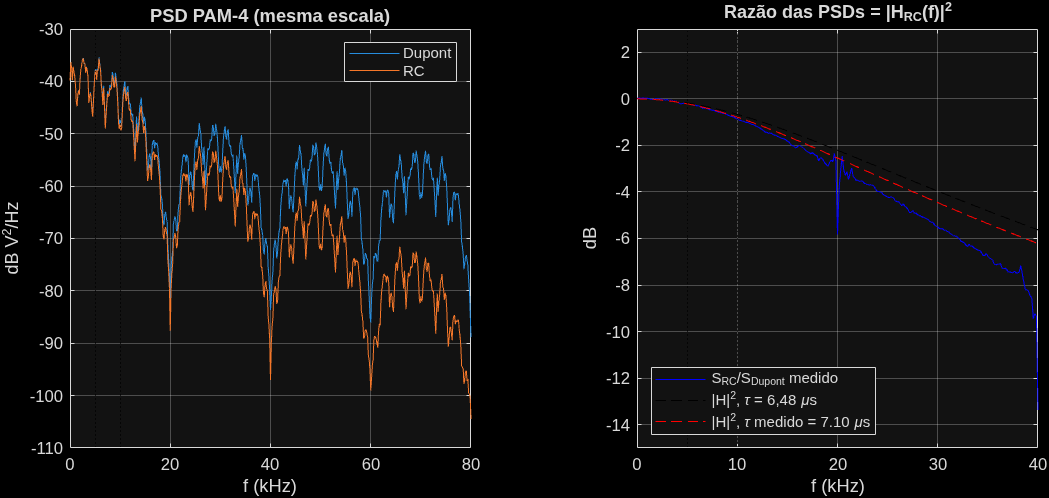 PSD PAM-4 (mesma escala)
-30
-40
-50
-60
-70
-80
-90
-100
-110
0
20
40
60
80
f (kHz)
dB V²/Hz
Dupont
RC
Razão das PSDs = |H_RC(f)|²
2
0
-2
-4
-6
-8
-10
-12
-14
0
10
20
30
40
f (kHz)
dB
S_RC/S_Dupont medido
|H|², τ = 6,48 μs
|H|², τ medido = 7.10 μs